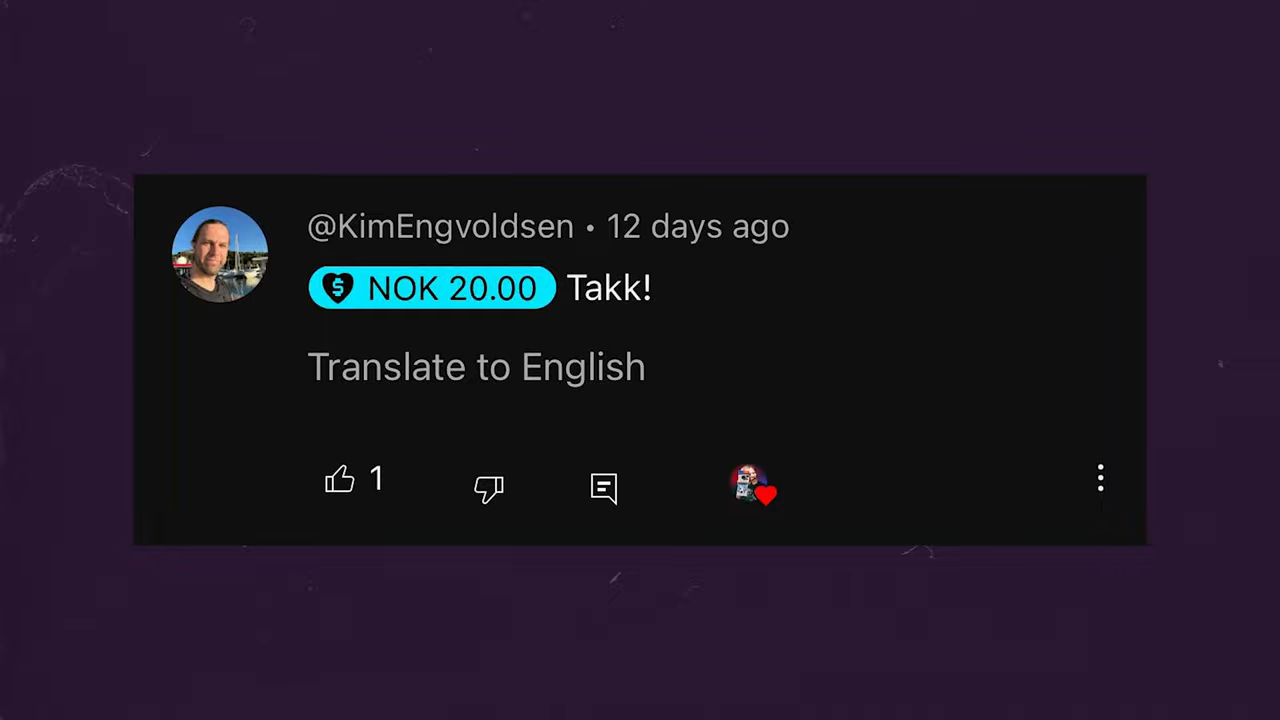 @KimEngvoldsen • 12 days ago
$ NOK 20.00 Takk!
Translate to English
1